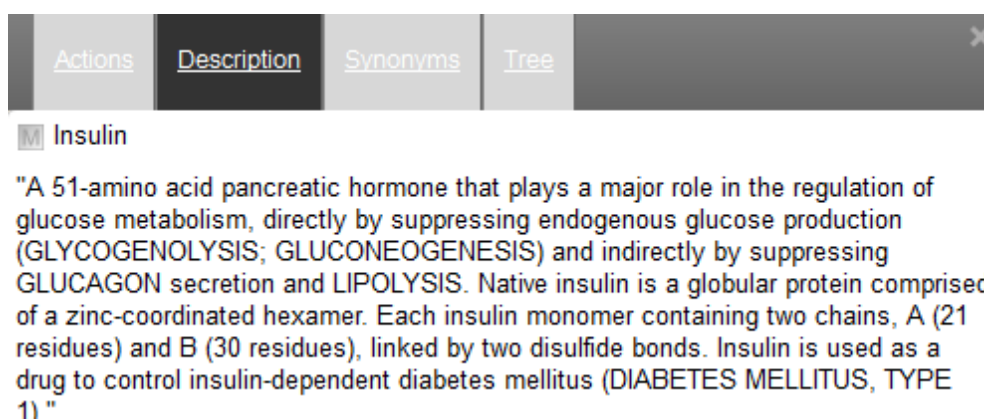 Actions Description Synonyms Tree ×
M Insulin
"A 51-amino acid pancreatic hormone that plays a major role in the regulation of
glucose metabolism, directly by suppressing endogenous glucose production
(GLYCOGENOLYSIS; GLUCONEOGENESIS) and indirectly by suppressing
GLUCAGON secretion and LIPOLYSIS. Native insulin is a globular protein comprised
of a zinc-coordinated hexamer. Each insulin monomer containing two chains, A (21
residues) and B (30 residues), linked by two disulfide bonds. Insulin is used as a
drug to control insulin-dependent diabetes mellitus (DIABETES MELLITUS, TYPE
1)."